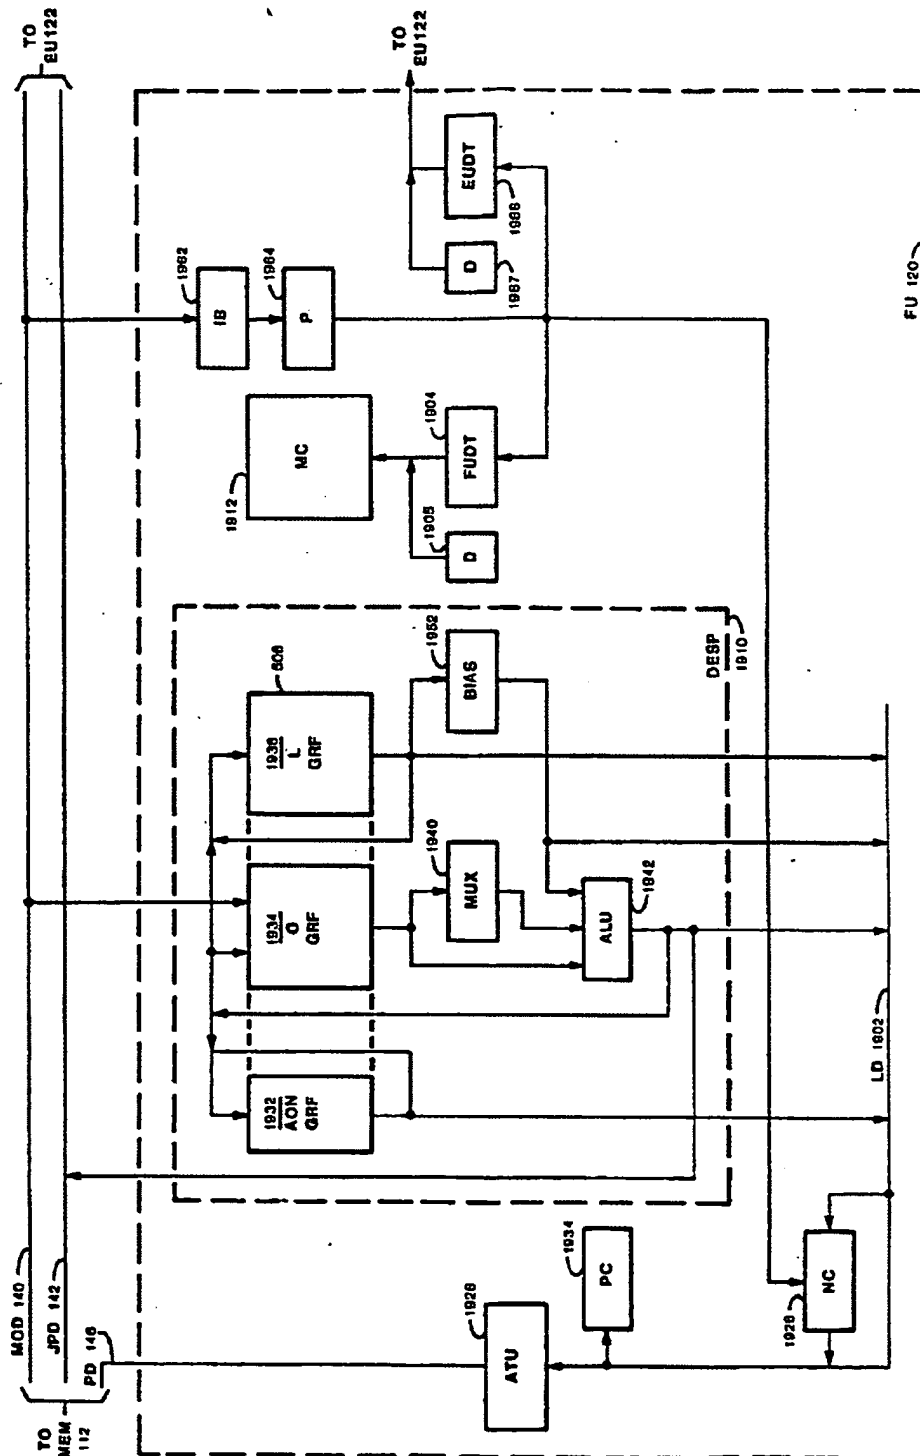 TO
EU122
TO
EU122
MOD 140
JPD 142
PD 146
TO
MEM
112
1962
IB
1964
P
EUDT
1966
D
1967
1912
MC
1904
FUDT
1905
D
FU 120
606
1936
L
GRF
1934
O
GRF
1932
AON
GRF
1952
BIAS
1940
MUX
1942
ALU
DESP
1910
1928
ATU
1934
PC
1926
NC
LD 1902